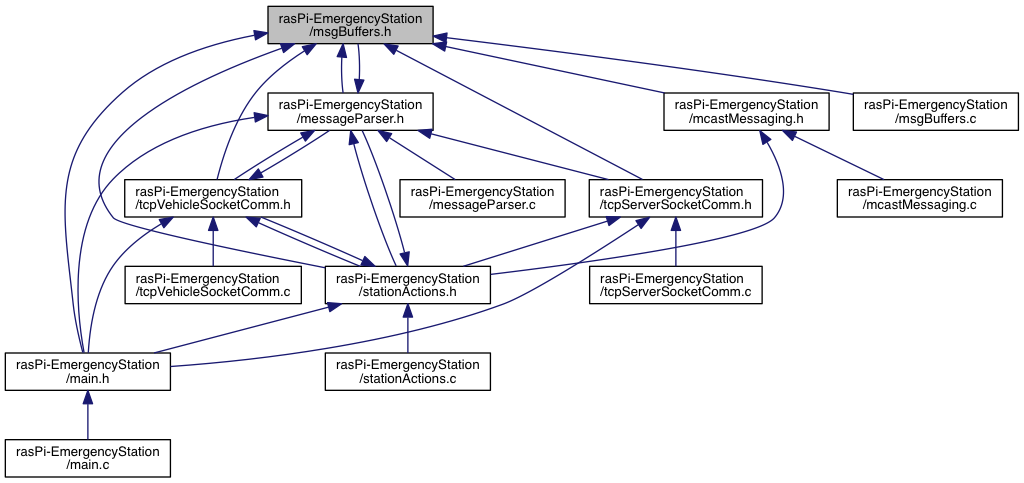 rasPi-EmergencyStation
/msgBuffers.h
rasPi-EmergencyStation
/messageParser.h
rasPi-EmergencyStation
/mcastMessaging.h
rasPi-EmergencyStation
/msgBuffers.c
rasPi-EmergencyStation
/tcpVehicleSocketComm.h
rasPi-EmergencyStation
/messageParser.c
rasPi-EmergencyStation
/tcpServerSocketComm.h
rasPi-EmergencyStation
/mcastMessaging.c
rasPi-EmergencyStation
/tcpVehicleSocketComm.c
rasPi-EmergencyStation
/stationActions.h
rasPi-EmergencyStation
/tcpServerSocketComm.c
rasPi-EmergencyStation
/main.h
rasPi-EmergencyStation
/stationActions.c
rasPi-EmergencyStation
/main.c